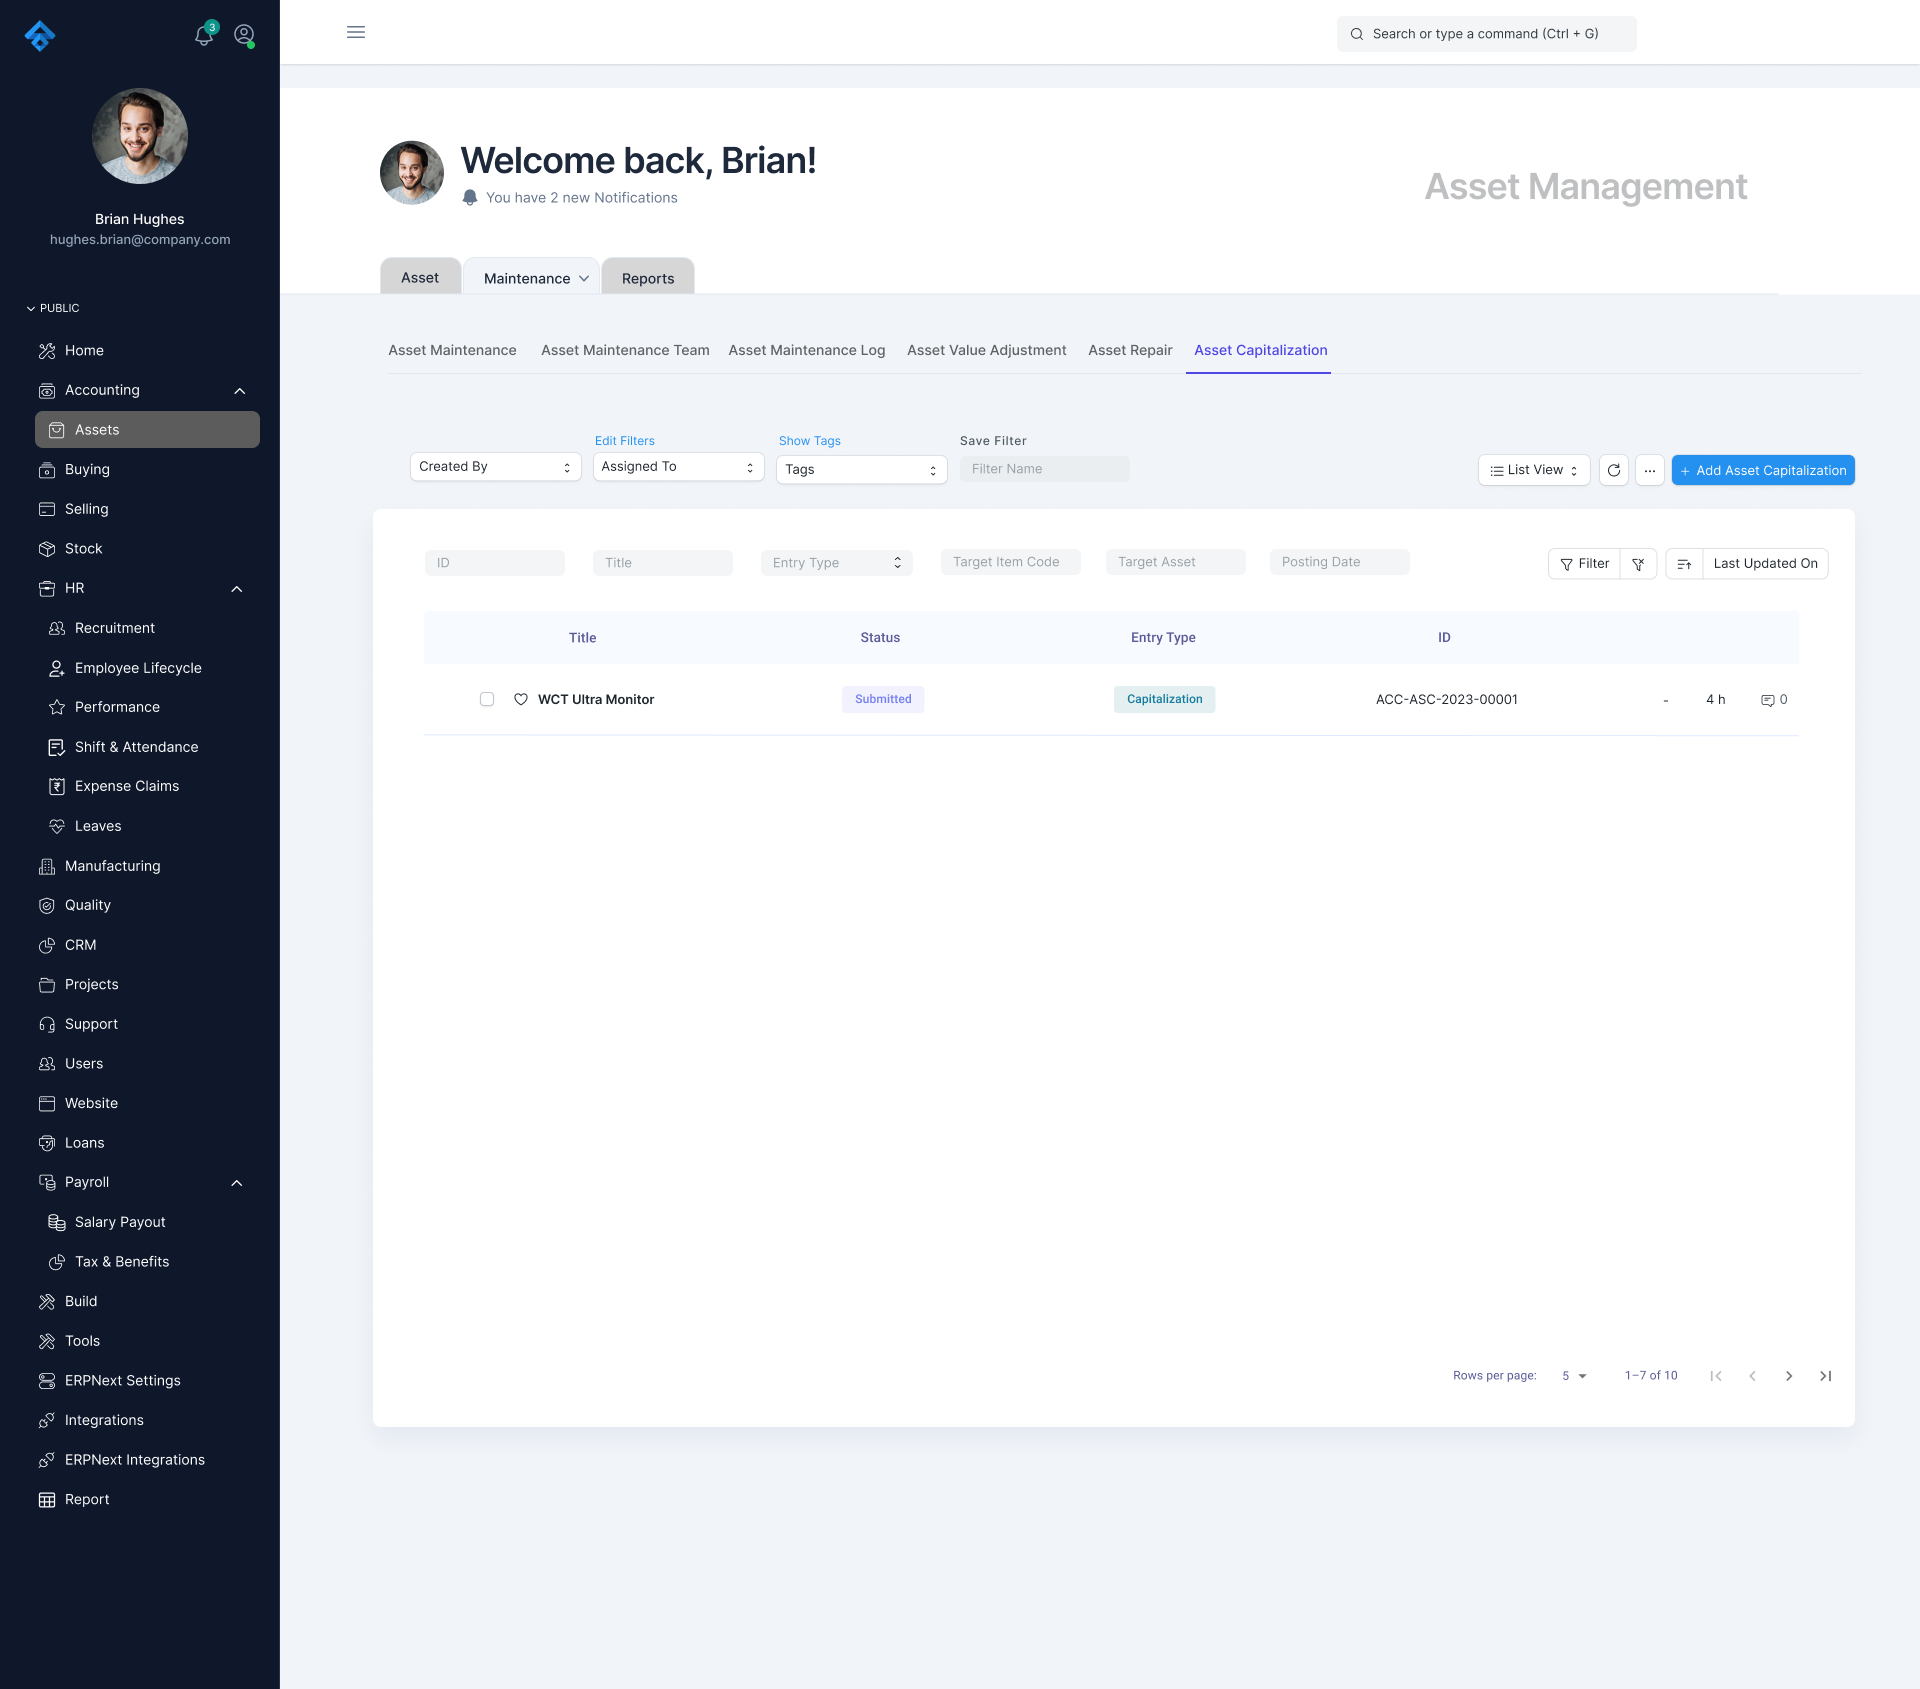 3
Search or type a command (Ctrl + G)
Brian Hughes
hughes.brian@company.com
Welcome back, Brian!
You have 2 new Notifications
Asset Management
Asset
Maintenance
Reports
PUBLIC
Home
Accounting
Assets
Buying
Selling
Stock
HR
Recruitment
Employee Lifecycle
Performance
Shift & Attendance
Expense Claims
Leaves
Manufacturing
Quality
CRM
Projects
Support
Users
Website
Loans
Payroll
Salary Payout
Tax & Benefits
Build
Tools
ERPNext Settings
Integrations
ERPNext Integrations
Report
Asset Maintenance
Asset Maintenance Team
Asset Maintenance Log
Asset Value Adjustment
Asset Repair
Asset Capitalization
Edit Filters
Show Tags
Save Filter
Created By
Assigned To
Tags
Filter Name
List View
+ Add Asset Capitalization
ID
Title
Entry Type
Target Item Code
Target Asset
Posting Date
Filter
Last Updated On
Title
Status
Entry Type
ID
WCT Ultra Monitor
Submitted
Capitalization
ACC-ASC-2023-00001
-
4 h
0
Rows per page:
5
1–7 of 10